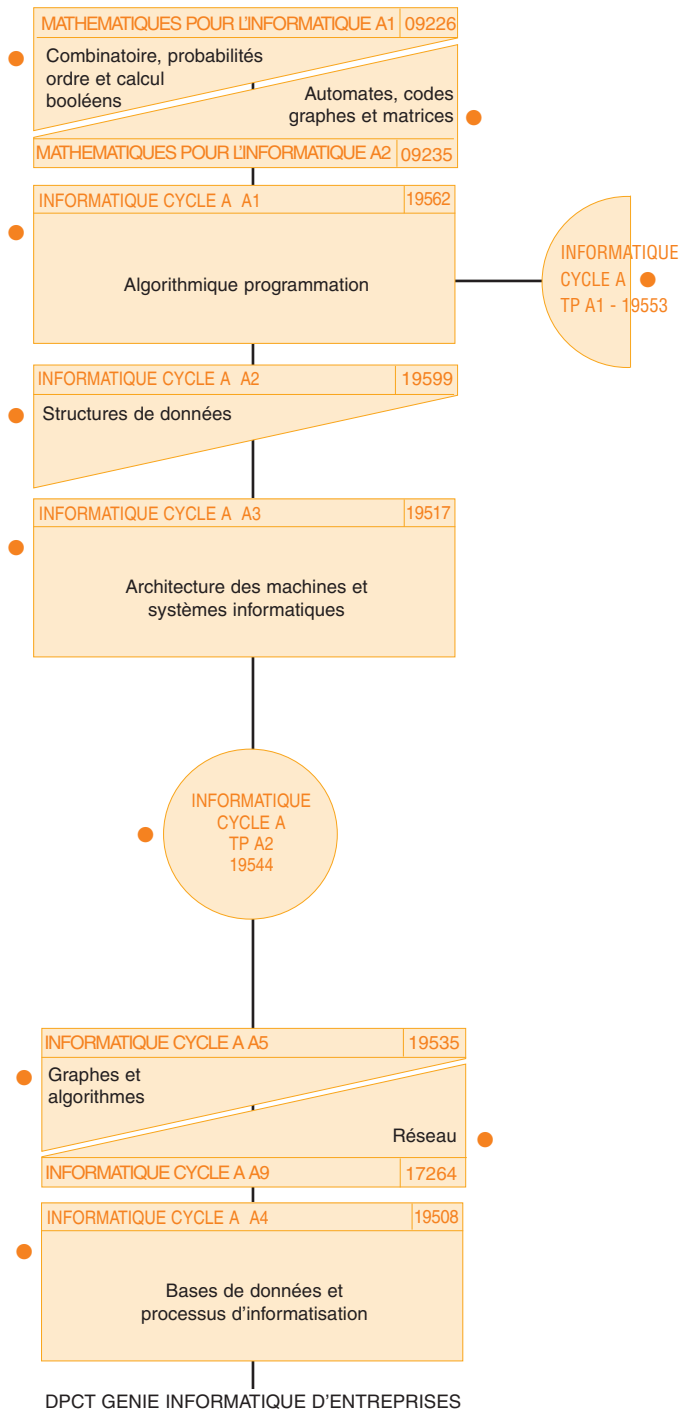 MATHEMATIQUES POUR L'INFORMATIQUE A1 09226
Combinatoire, probabilités
ordre et calcul
booléens
Automates, codes
graphes et matrices
MATHEMATIQUES POUR L'INFORMATIQUE A2 09235
INFORMATIQUE CYCLE A A1 19562
Algorithmique programmation
INFORMATIQUE
CYCLE A
TP A1 - 19553
INFORMATIQUE CYCLE A A2 19599
Structures de données
INFORMATIQUE CYCLE A A3 19517
Architecture des machines et
systèmes informatiques
INFORMATIQUE
CYCLE A
TP A2
19544
INFORMATIQUE CYCLE A A5 19535
Graphes et
algorithmes
Réseau
INFORMATIQUE CYCLE A A9 17264
INFORMATIQUE CYCLE A A4 19508
Bases de données et
processus d’informatisation
DPCT GENIE INFORMATIQUE D’ENTREPRISES